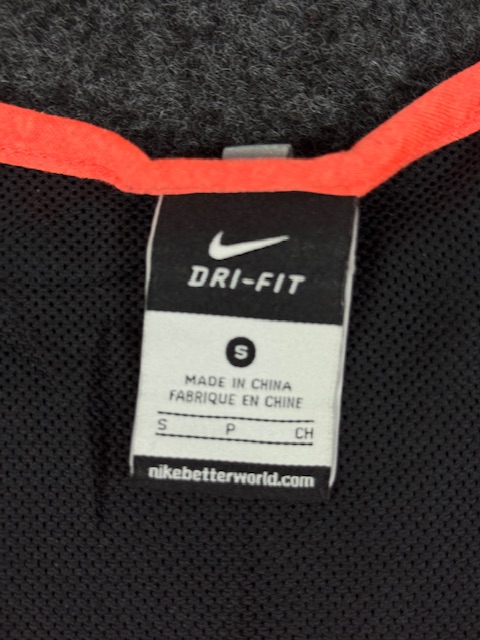 DRI-FIT
S
MADE IN CHINA
FABRIQUE EN CHINE
S P CH
nikebetterworld.com